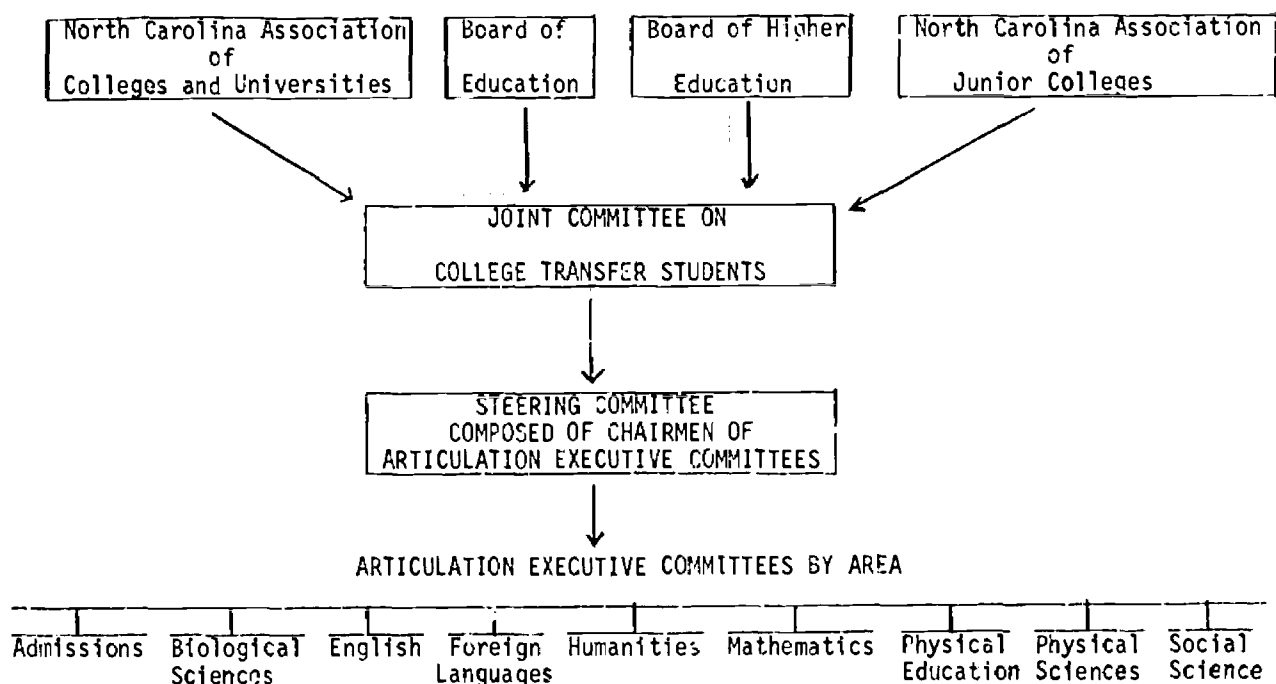 North Carolina Association
of
Colleges and Universities
Board of
Education
Board of Higher
Education
North Carolina Association
of
Junior Colleges
JOINT COMMITTEE ON
COLLEGE TRANSFER STUDENTS
STEERING COMMITTEE
COMPOSED OF CHAIRMEN OF
ARTICULATION EXECUTIVE COMMITTEES
ARTICULATION EXECUTIVE COMMITTEES BY AREA
Admissions
Biological
Sciences
English
Foreign
Languages
Humanities
Mathematics
Physical
Education
Physical
Sciences
Social
Science